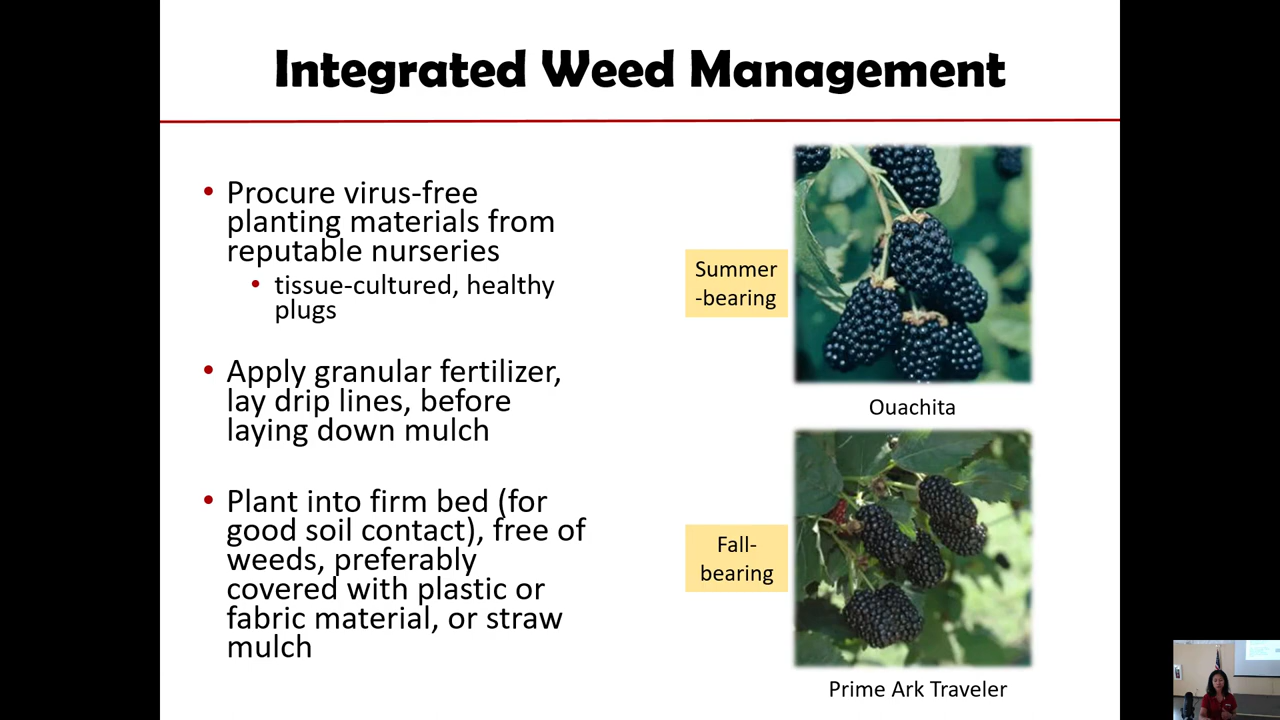 Integrated Weed Management
• Procure virus-free
planting materials from
reputable nurseries
• tissue-cultured, healthy
plugs
• Apply granular fertilizer,
lay drip lines, before
laying down mulch
• Plant into firm bed (for
good soil contact), free of
weeds, preferably
covered with plastic or
fabric material, or straw
mulch
Summer
-bearing
Ouachita
Fall-
bearing
Prime Ark Traveler